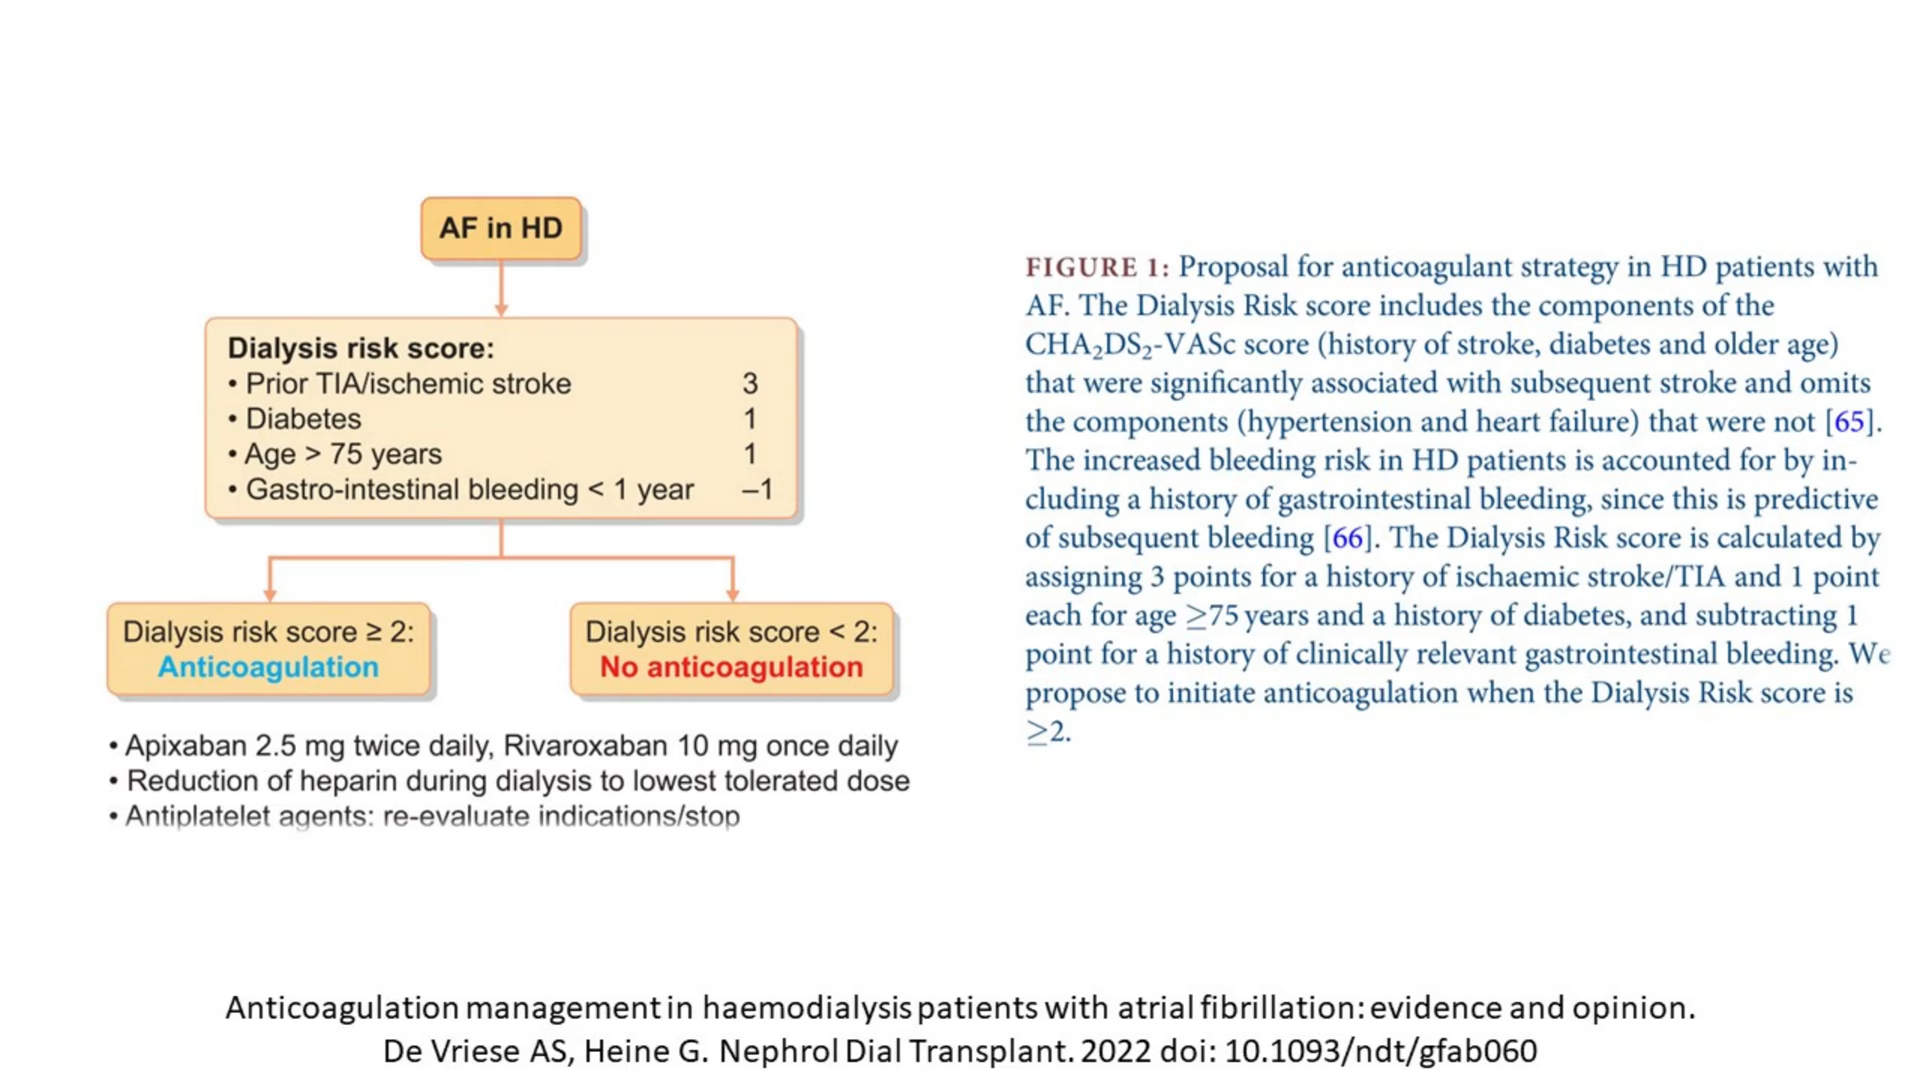 AF in HD
Dialysis risk score:
• Prior TIA/ischemic stroke 3
• Diabetes 1
• Age > 75 years 1
• Gastro-intestinal bleeding < 1 year –1
Dialysis risk score ≥ 2:
Anticoagulation
Dialysis risk score < 2:
No anticoagulation
• Apixaban 2.5 mg twice daily, Rivaroxaban 10 mg once daily
• Reduction of heparin during dialysis to lowest tolerated dose
• Antiplatelet agents: re-evaluate indications/stop
FIGURE 1: Proposal for anticoagulant strategy in HD patients with
AF. The Dialysis Risk score includes the components of the
CHA₂DS₂-VASc score (history of stroke, diabetes and older age)
that were significantly associated with subsequent stroke and omits
the components (hypertension and heart failure) that were not [65].
The increased bleeding risk in HD patients is accounted for by in-
cluding a history of gastrointestinal bleeding, since this is predictive
of subsequent bleeding [66]. The Dialysis Risk score is calculated by
assigning 3 points for a history of ischaemic stroke/TIA and 1 point
each for age ≥75 years and a history of diabetes, and subtracting 1
point for a history of clinically relevant gastrointestinal bleeding. We
propose to initiate anticoagulation when the Dialysis Risk score is
≥2.
Anticoagulation management in haemodialysis patients with atrial fibrillation: evidence and opinion.
De Vriese AS, Heine G. Nephrol Dial Transplant. 2022 doi: 10.1093/ndt/gfab060